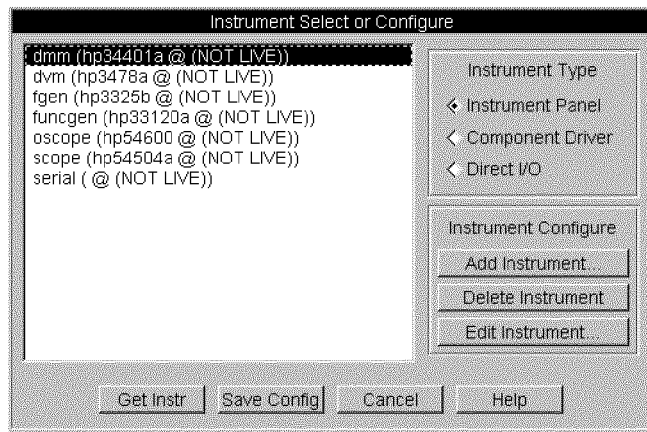 Instrument Select or Configure
dmm (hp34401a @ (NOT LIVE))
dvm (hp3478a @ (NOT LIVE))
fgen (hp3325b @ (NOT LIVE))
funcgen (hp33120a @ (NOT LIVE))
oscope (hp54600 @ (NOT LIVE))
scope (hp54504a @ (NOT LIVE))
serial ( @ (NOT LIVE))
Instrument Type
Instrument Panel
Component Driver
Direct I/O
Instrument Configure
Add Instrument...
Delete Instrument
Edit Instrument...
Get Instr
Save Config
Cancel
Help